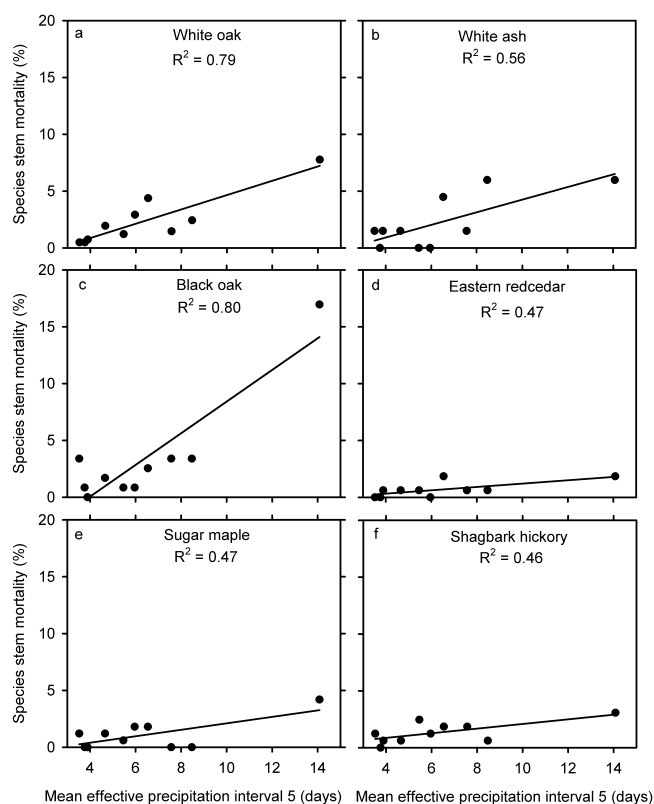 a
White oak
R² = 0.79
b
White ash
R² = 0.56
20
15
10
5
0
Species stem mortality (%)
c
Black oak
R² = 0.80
d
Eastern redcedar
R² = 0.47
20
15
10
5
0
Species stem mortality (%)
e
Sugar maple
R² = 0.47
f
Shagbark hickory
R² = 0.46
20
15
10
5
0
Species stem mortality (%)
4 6 8 10 12 14 4 6 8 10 12 14
Mean effective precipitation interval 5 (days) Mean effective precipitation interval 5 (days)